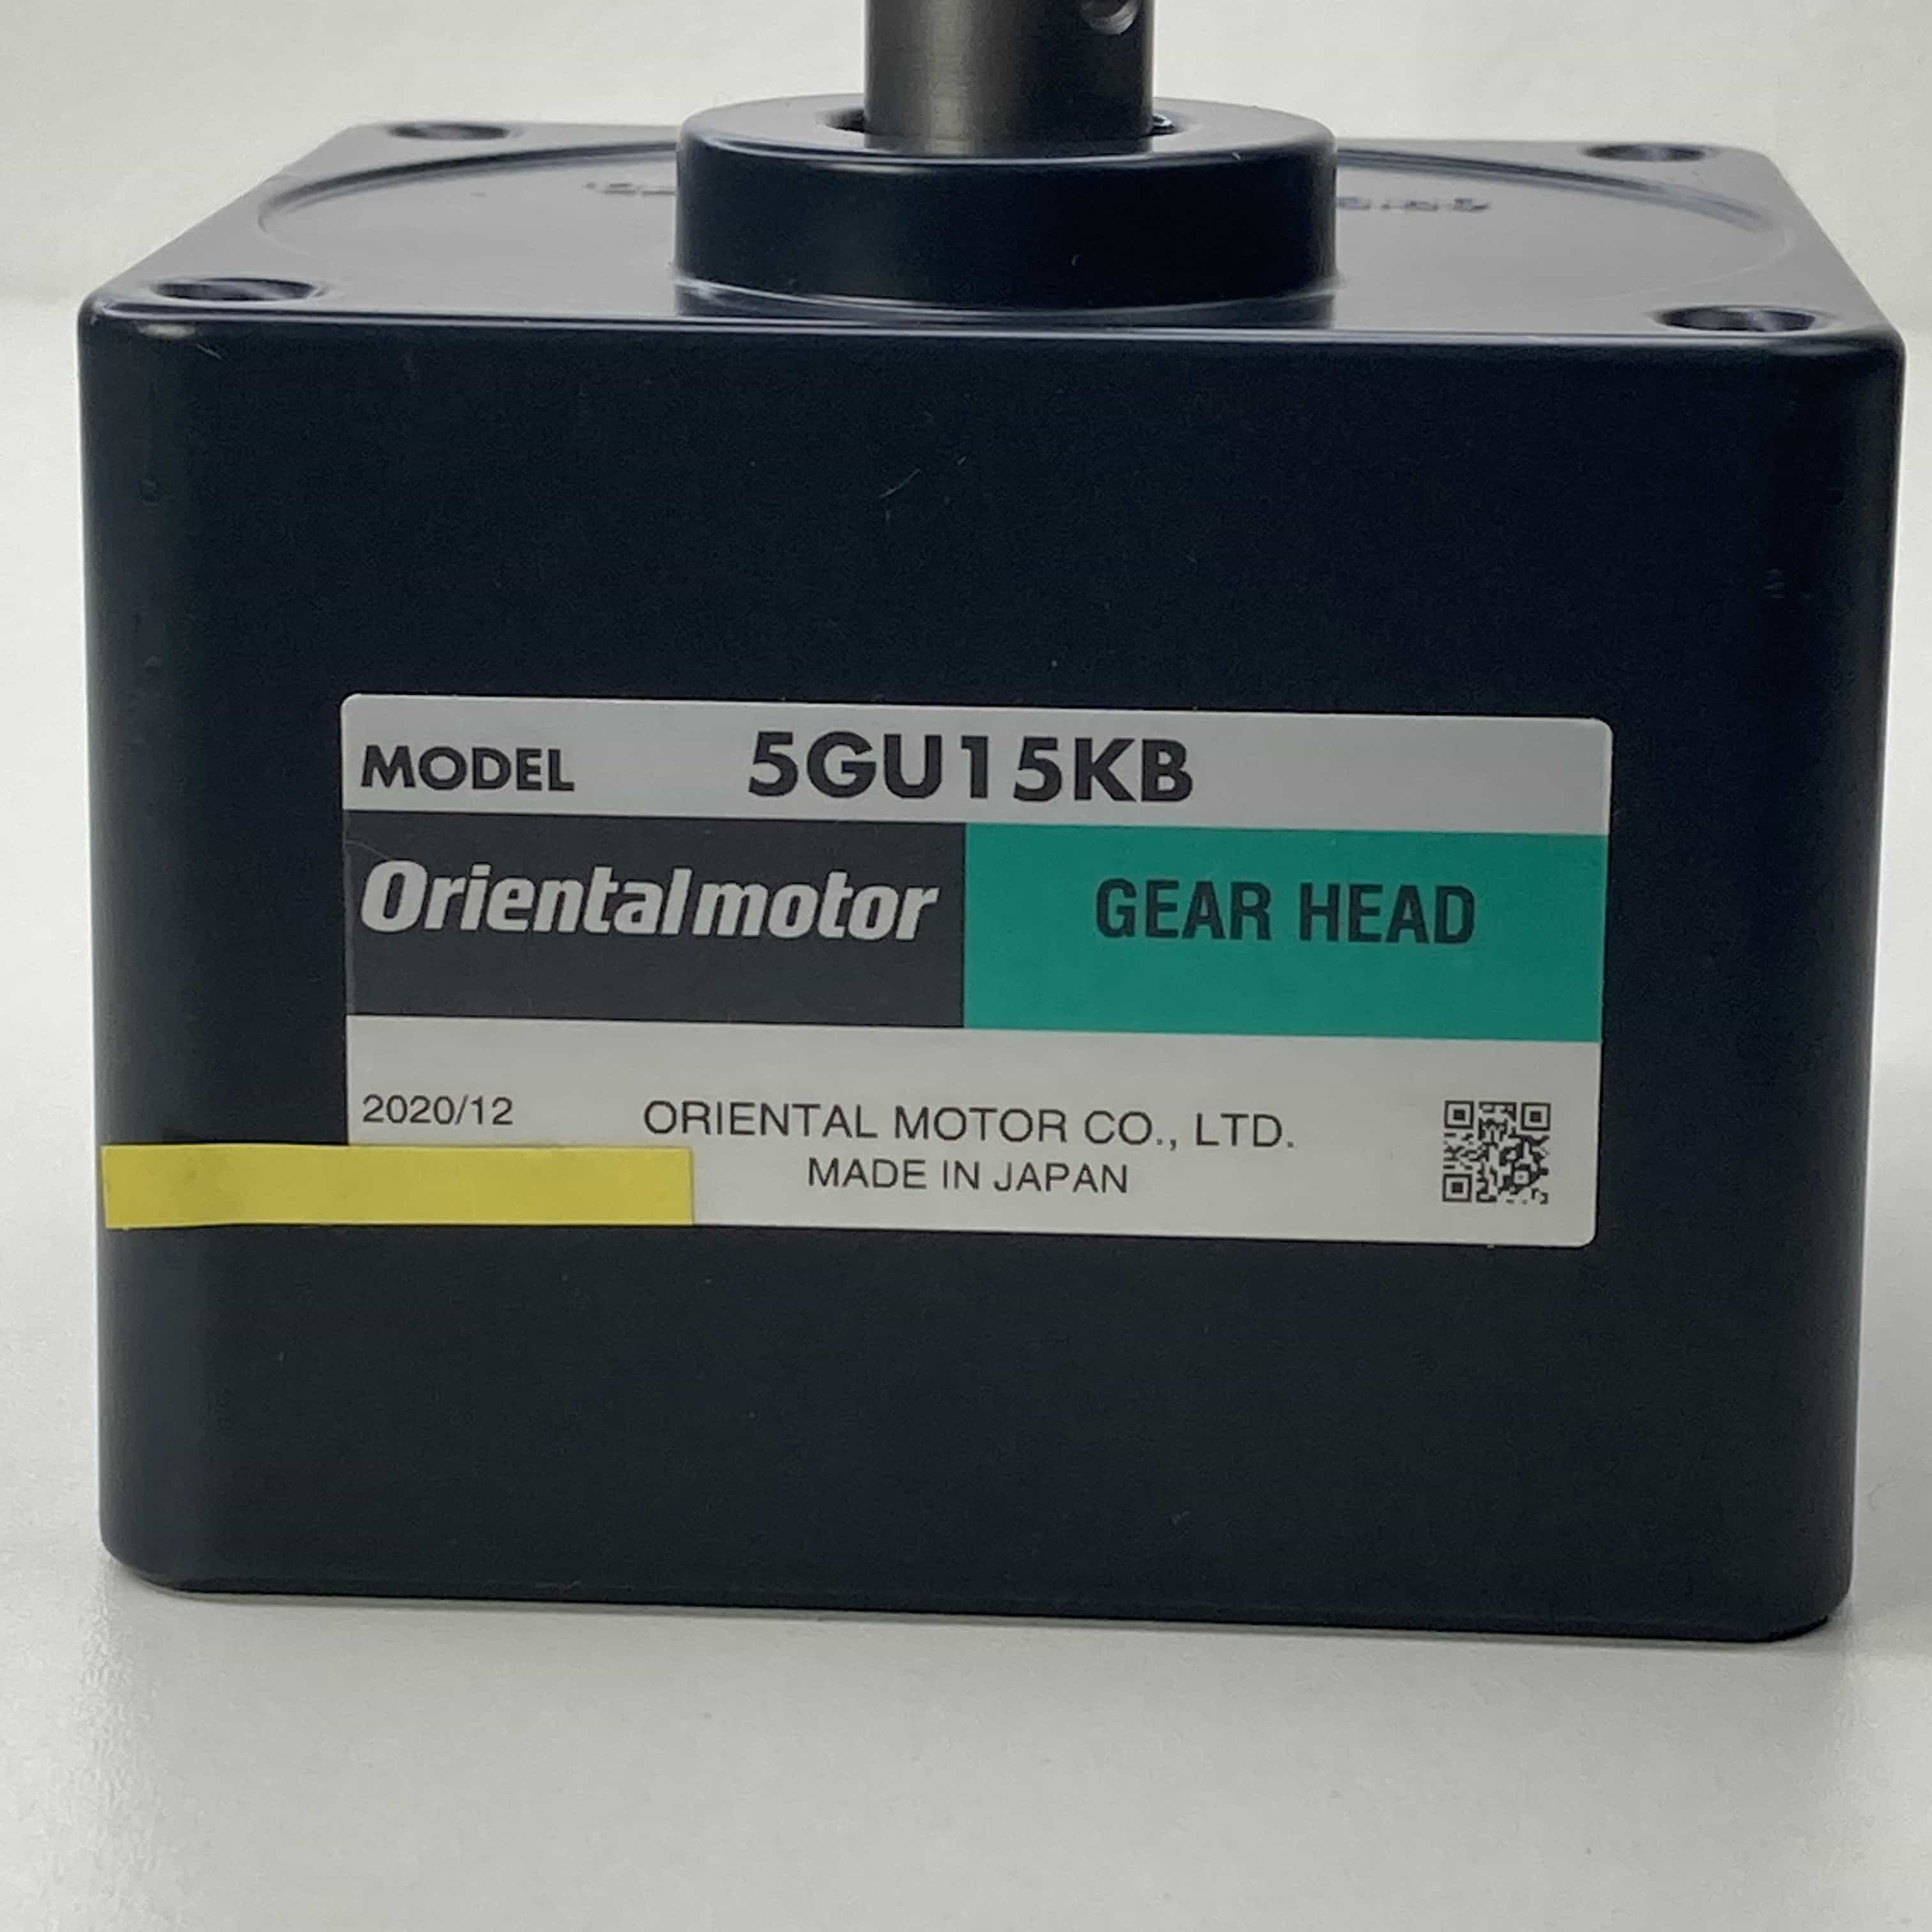 MODEL 5GU15KB
Orientalmotor GEAR HEAD
2020/12 ORIENTAL MOTOR CO., LTD.
MADE IN JAPAN